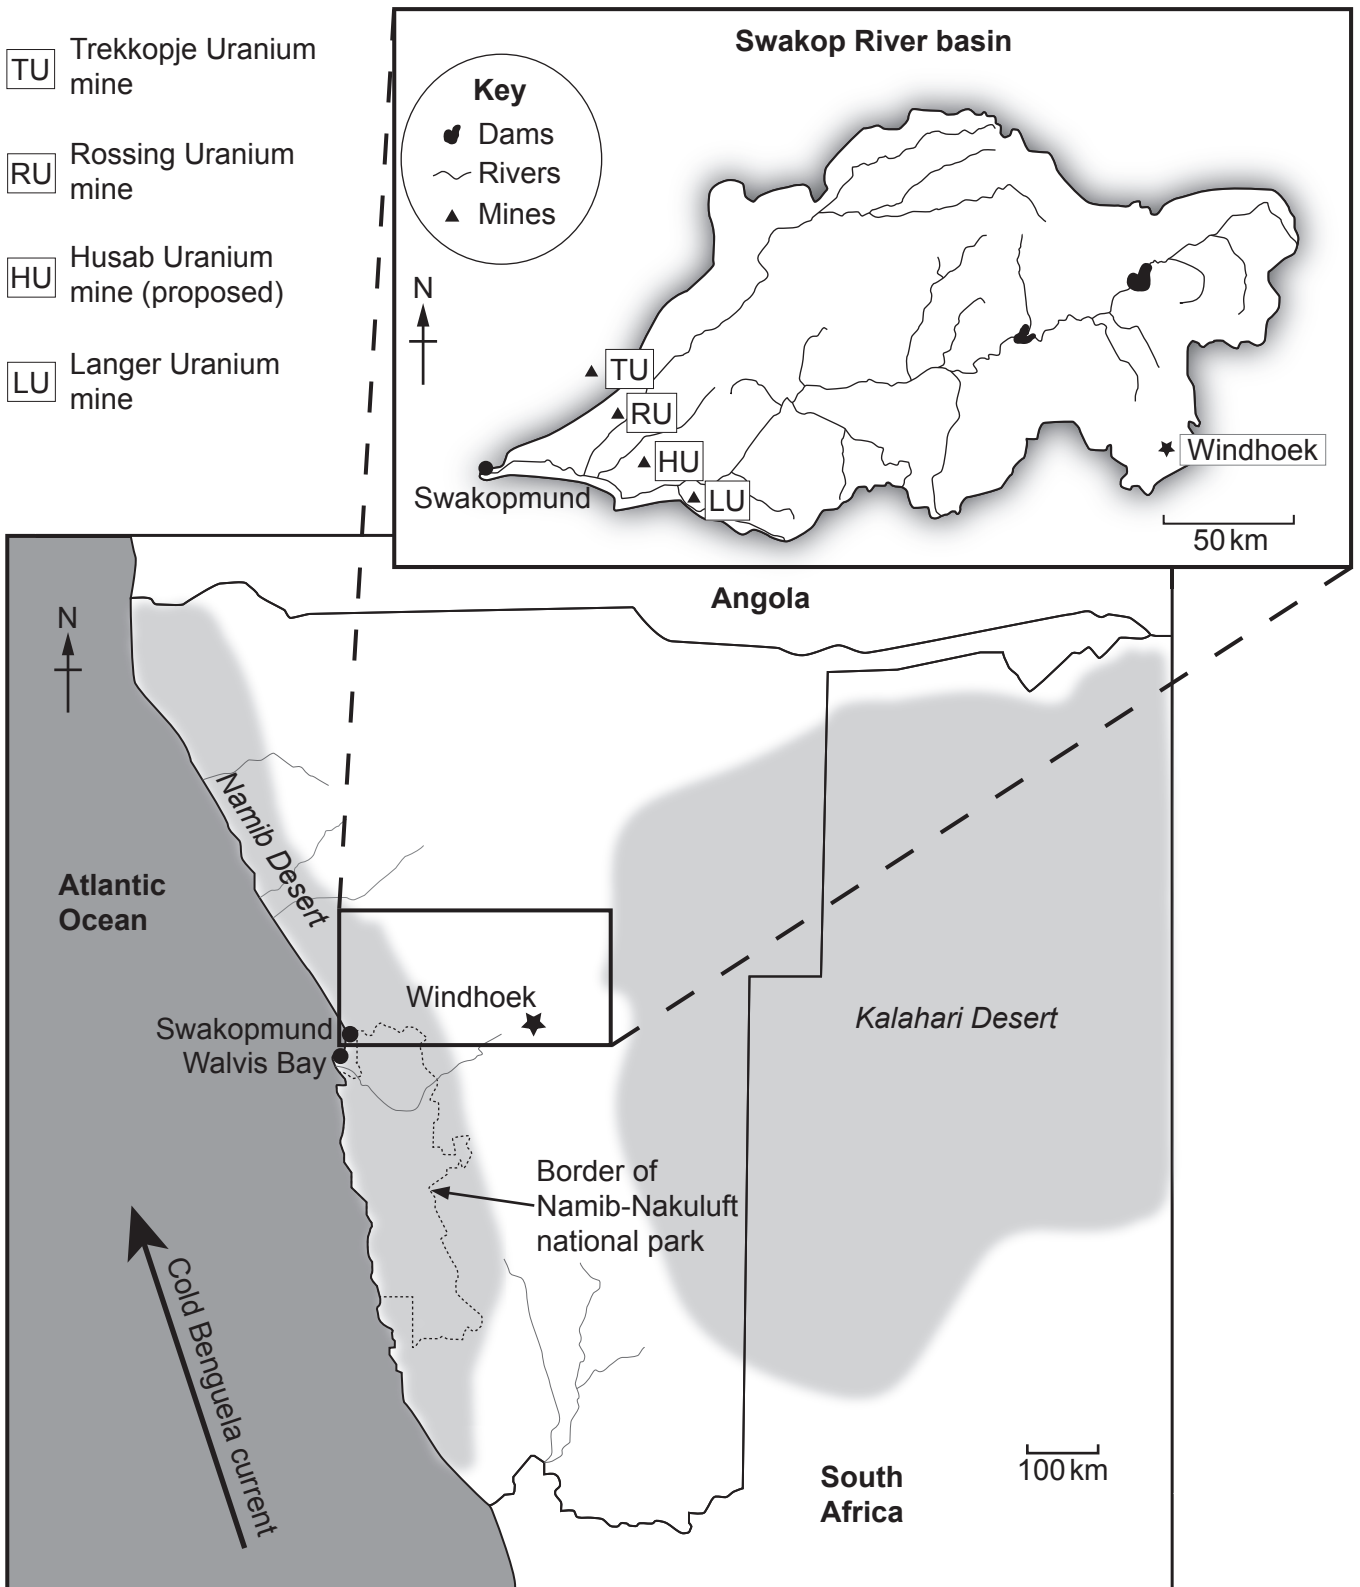 TU
Trekkopje Uranium
mine
RU
Rossing Uranium
mine
HU
Husab Uranium
mine (proposed)
LU
Langer Uranium
mine
Swakop River basin
Key
Dams
Rivers
Mines
N
TU
RU
HU
LU
Swakopmund
Windhoek
50 km
Angola
N
Namib Desert
Atlantic
Ocean
Windhoek
Swakopmund
Walvis Bay
Kalahari Desert
Border of
Namib-Nakuluft
national park
Cold Benguela current
South
Africa
100 km